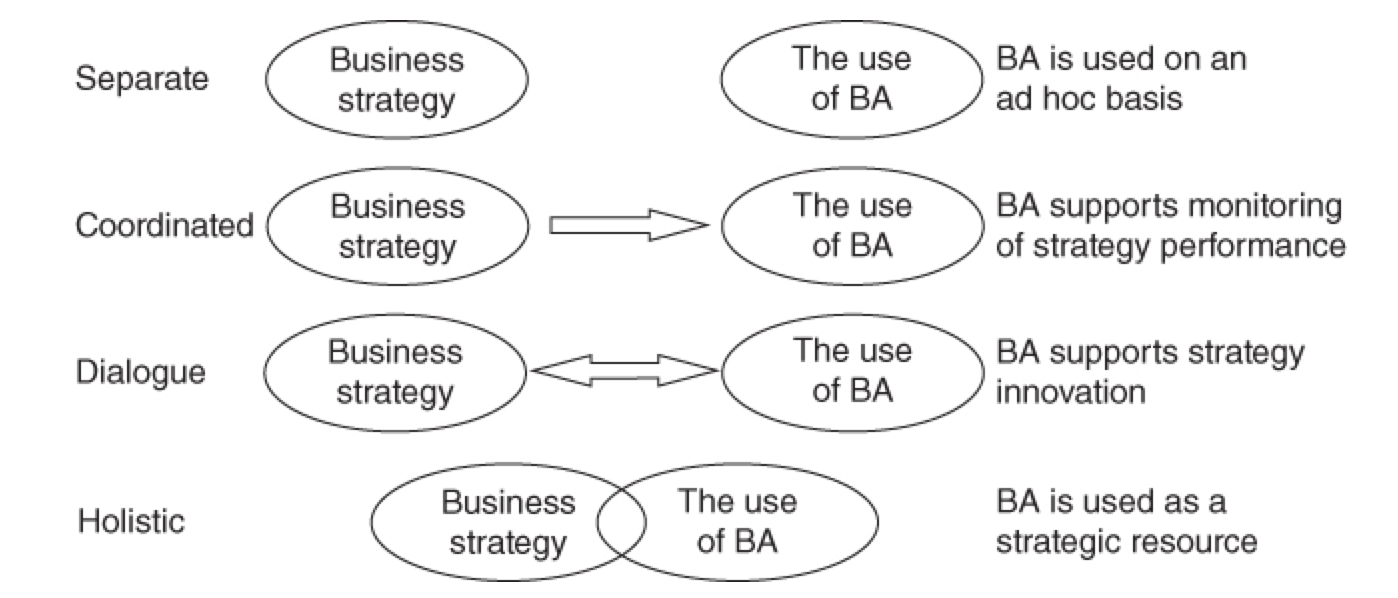 Separate
Business
strategy
The use
of BA
BA is used on an
ad hoc basis
Coordinated
Business
strategy
The use
of BA
BA supports monitoring
of strategy performance
Dialogue
Business
strategy
The use
of BA
BA supports strategy
innovation
Holistic
Business
strategy
The use
of BA
BA is used as a
strategic resource